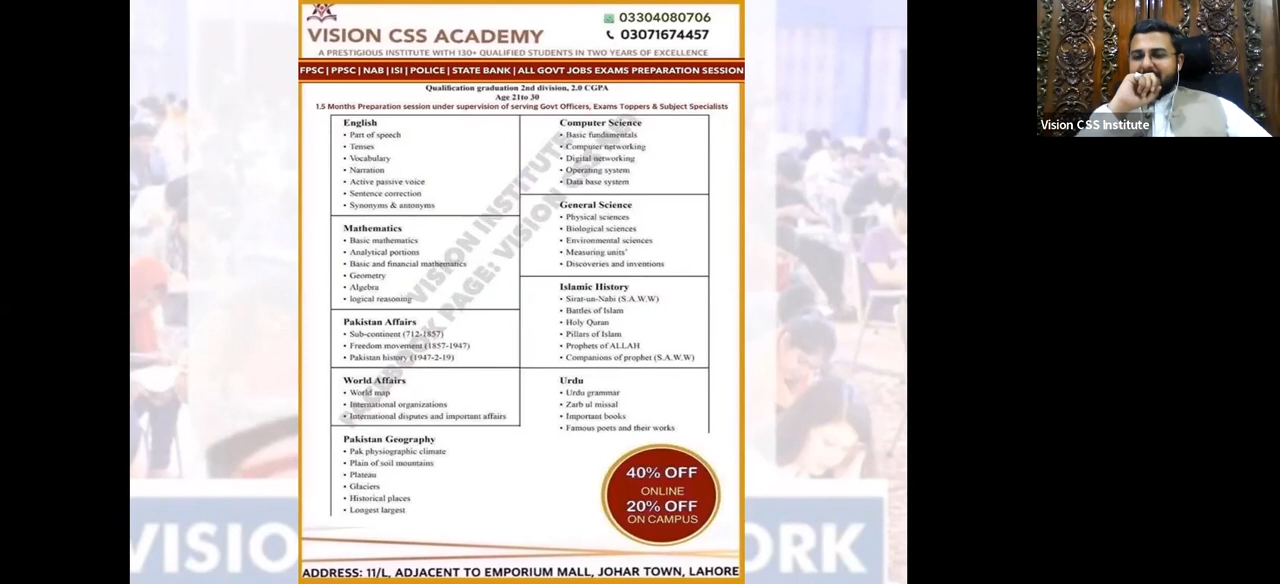 VISION CSS ACADEMY
03304080706
03071674457
A PRESTIGIOUS INSTITUTE WITH 130+ QUALIFIED STUDENTS IN TWO YEARS OF EXCELLENCE
FPSC | PPSC | NAB | ISI | POLICE | STATE BANK | ALL GOVT JOBS EXAMS PREPARATION SESSION
Qualification graduation 2nd division, 2.0 CGPA
Age 21to 30
1.5 Months Preparation session under supervision of serving Govt Officers, Exams Toppers & Subject Specialists
English
• Part of speech
• Tenses
• Vocabulary
• Narration
• Active passive voice
• Sentence correction
• Synonyms & antonyms
Mathematics
• Basic mathematics
• Analytical portions
• Basic and financial mathematics
• Geometry
• Algebra
• logical reasoning
Pakistan Affairs
• Sub-continent (712-1857)
• Freedom movement (1857-1947)
• Pakistan history (1947-2-19)
World Affairs
• World map
• International organizations
• International disputes and important affairs
Pakistan Geography
• Pak physiographic climate
• Plain of soil mountains
• Plateau
• Glaciers
• Historical places
• Longest largest
Computer Science
• Basic fundamentals
• Computer networking
• Digital networking
• Operating system
• Data base system
General Science
• Physical sciences
• Biological sciences
• Environmental sciences
• Measuring units'
• Discoveries and inventions
Islamic History
• Sirat-un-Nabi (S.A.W.W)
• Battles of Islam
• Holy Quran
• Pillars of Islam
• Prophets of ALLAH
• Companions of prophet (S.A.W.W)
Urdu
• Urdu grammar
• Zarb ul missal
• Important books
• Famous poets and their works
VISION INSTITUTE
FACEBOOK PAGE: VISION CSS
40% OFF
ONLINE
20% OFF
ON CAMPUS
ADDRESS: 11/L, ADJACENT TO EMPORIUM MALL, JOHAR TOWN, LAHORE
Vision CSS Institute